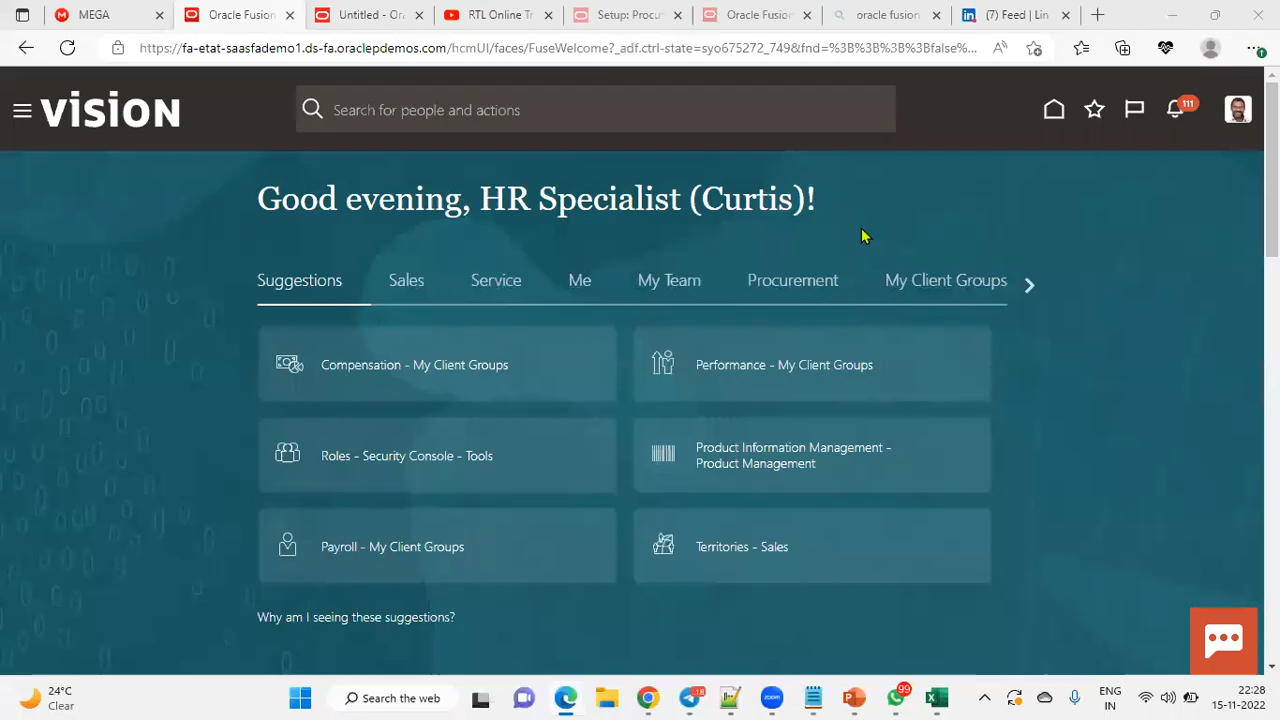 MEGA
Oracle Fusion
Untitled - Ora
RTL Online Tr
Setup: Procu
Oracle Fusion
oracle fusion
(7) Feed | Lin
https://fa-etat-saasfademo1.ds-fa.oraclepdemos.com/hcmUI/faces/FuseWelcome?_adf.ctrl-state=syo675272_749&fnd=%3B%3B%3B%3Bfalse%...
VISION
Search for people and actions
111
Good evening, HR Specialist (Curtis)!
Suggestions
Sales
Service
Me
My Team
Procurement
My Client Groups
Compensation - My Client Groups
Performance - My Client Groups
Roles - Security Console - Tools
Product Information Management -
Product Management
Payroll - My Client Groups
Territories - Sales
Why am I seeing these suggestions?
24°C
Clear
Search the web
18
99
ENG
IN
22:28
15-11-2022